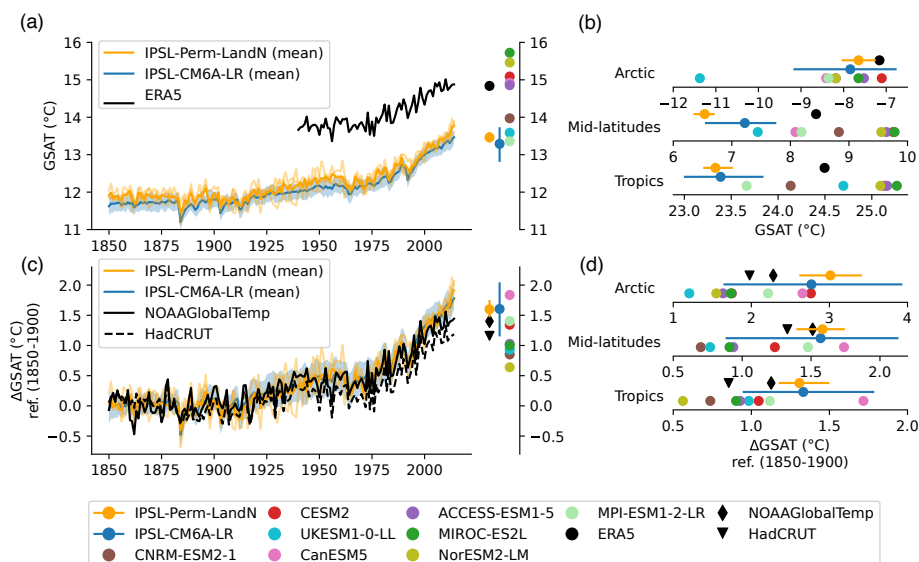 (a)
(b)
16
15
14
13
12
11
GSAT (°C)
IPSL-Perm-LandN (mean)
IPSL-CM6A-LR (mean)
ERA5
1850 1875 1900 1925 1950 1975 2000
16
15
14
13
12
11
Arctic
−12 −11 −10 −9 −8 −7
Mid-latitudes
6 7 8 9 10
Tropics
23.0 23.5 24.0 24.5 25.0
GSAT (°C)
(c)
(d)
2.0
1.5
1.0
0.5
0.0
−0.5
ΔGSAT (°C)
ref. (1850-1900)
IPSL-Perm-LandN (mean)
IPSL-CM6A-LR (mean)
NOAAGlobalTemp
HadCRUT
1850 1875 1900 1925 1950 1975 2000
2.0
1.5
1.0
0.5
0.0
−0.5
Arctic
1 2 3 4
Mid-latitudes
0.5 1.0 1.5 2.0
Tropics
0.5 1.0 1.5 2.0
ΔGSAT (°C)
ref. (1850-1900)
IPSL-Perm-LandN CESM2 ACCESS-ESM1-5 MPI-ESM1-2-LR NOAAGlobalTemp
IPSL-CM6A-LR UKESM1-0-LL MIROC-ES2L ERA5 HadCRUT
CNRM-ESM2-1 CanESM5 NorESM2-LM